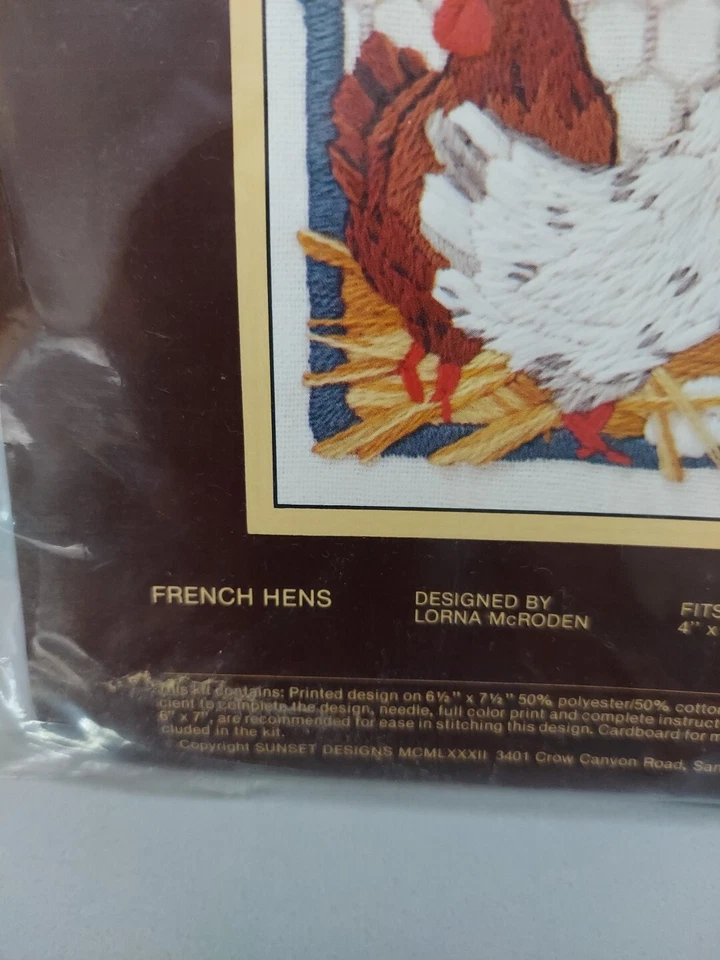 FRENCH HENS
DESIGNED BY
LORNA McRODEN
FITS
4" x
This kit contains: Printed design on 6½" x 7½" 50% polyester/50% cotto
cient to complete the design, needle, full color print and complete instruct
6" x 7", are recommended for ease in stitching this design. Cardboard for m
cluded in the kit.
Copyright SUNSET DESIGNS MCMLXXXII 3401 Crow Canyon Road, San